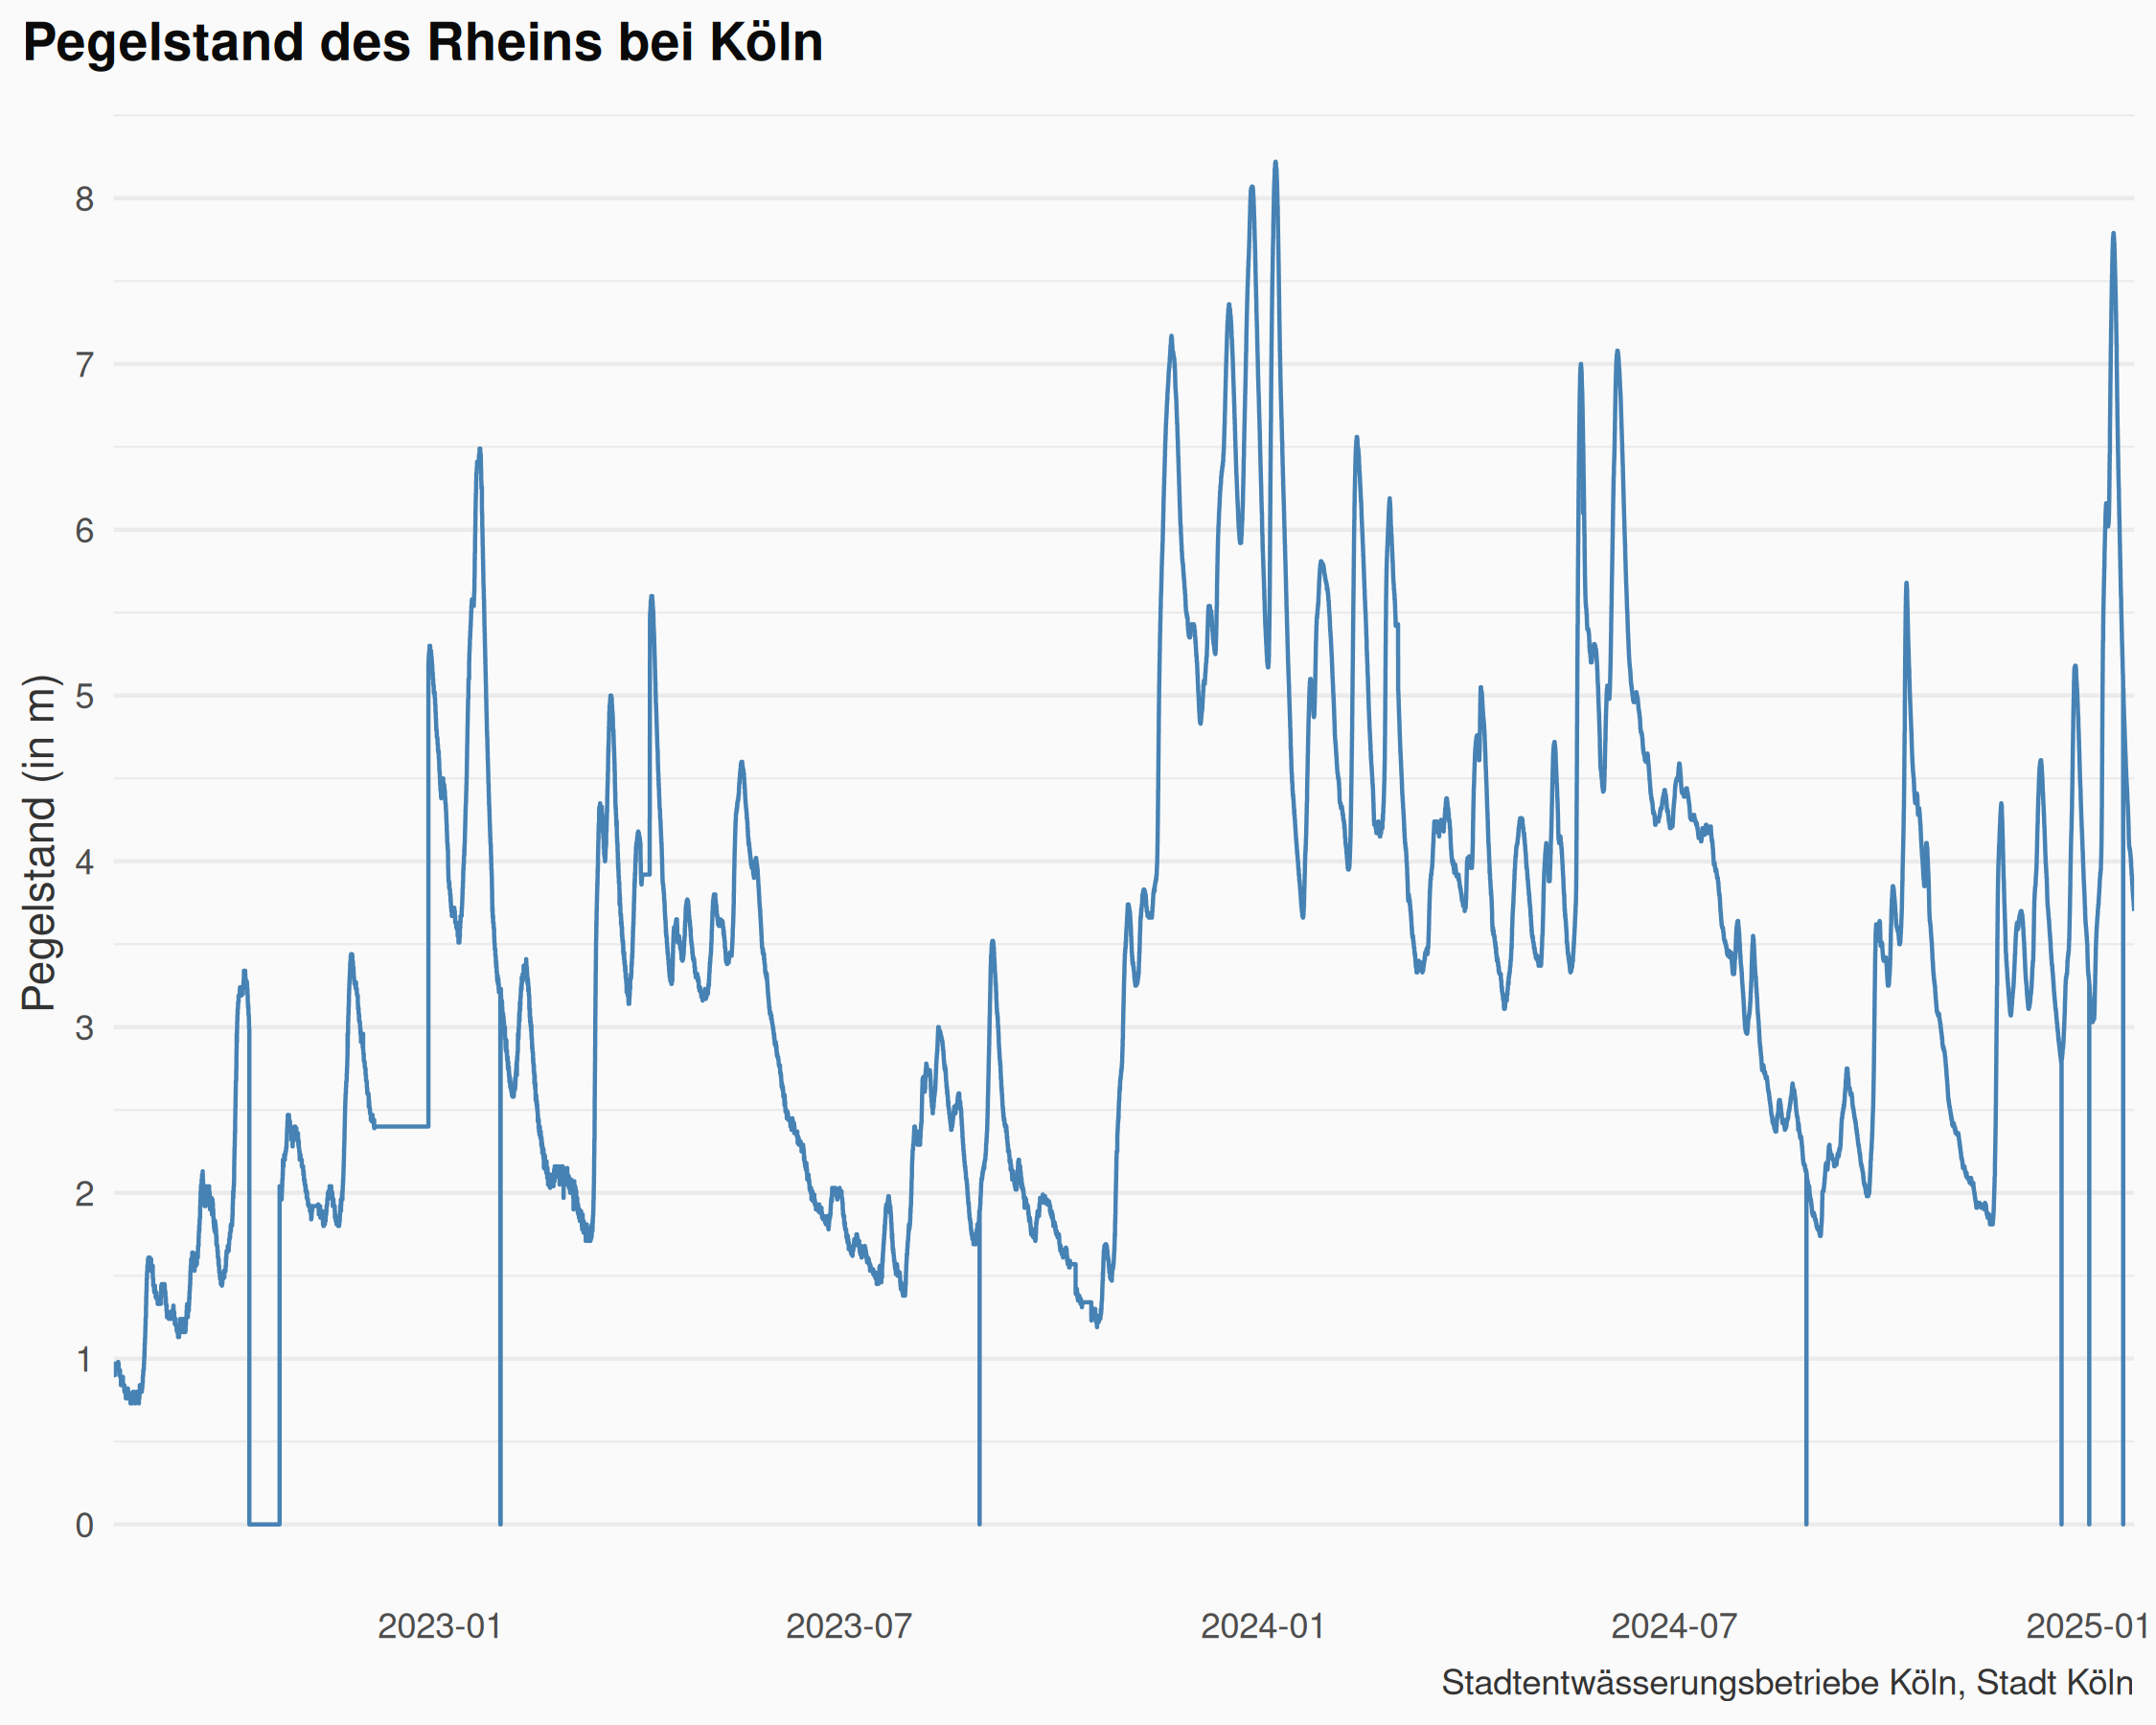 Pegelstand des Rheins bei Köln
Pegelstand (in m)
8
7
6
5
4
3
2
1
0
2023-01 2023-07 2024-01 2024-07 2025-01
Stadtentwässerungsbetriebe Köln, Stadt Köln